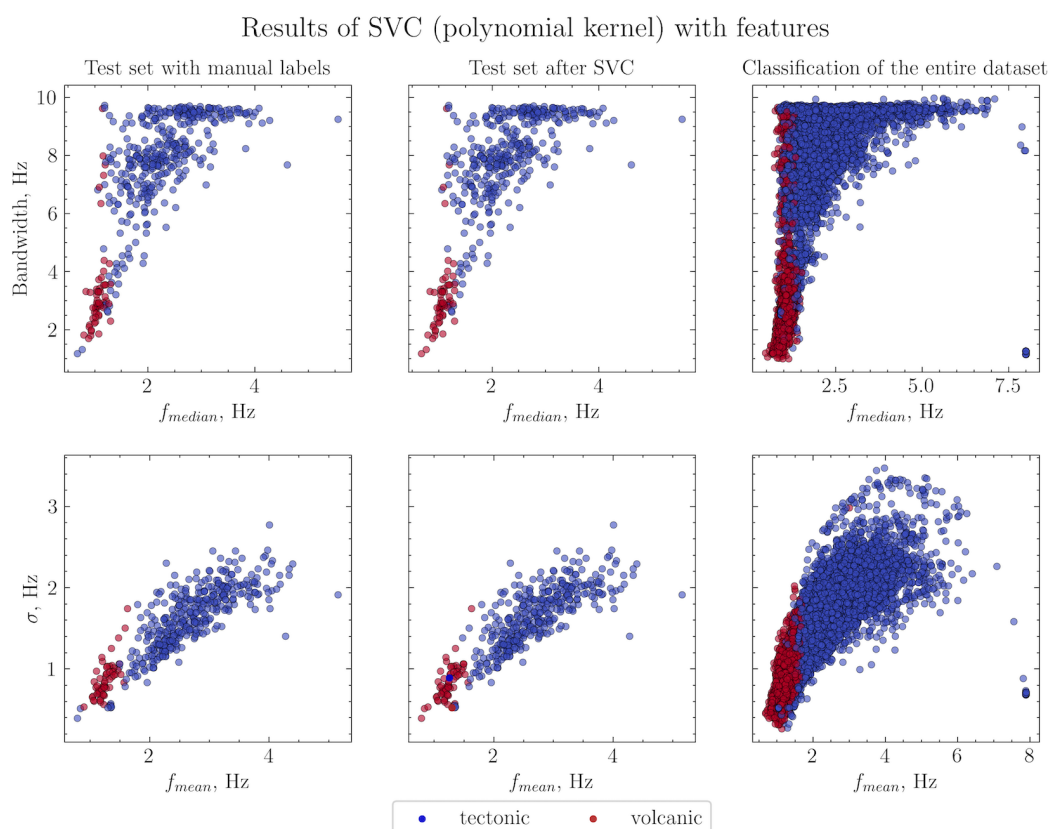 Results of SVC (polynomial kernel) with features
Test set with manual labels
Test set after SVC
Classification of the entire dataset
Bandwidth, Hz
10
8
6
4
2
2 4
f_median, Hz
2 4
f_median, Hz
2.5 5.0 7.5
f_median, Hz
σ, Hz
3
2
1
2 4
f_mean, Hz
2 4
f_mean, Hz
2 4 6 8
f_mean, Hz
tectonic volcanic